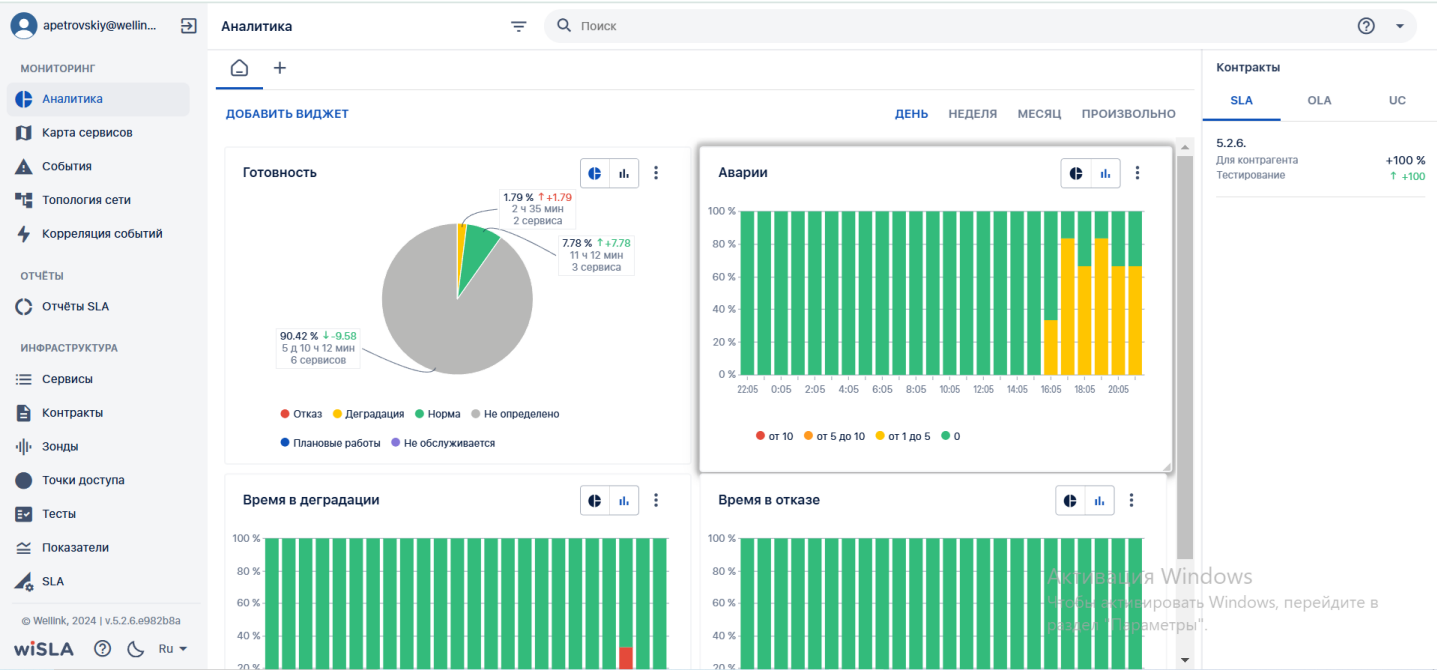 apetrovskiy@wellin...
Аналитика
Поиск
МОНИТОРИНГ
Аналитика
Карта сервисов
События
Топология сети
Корреляция событий
ОТЧЁТЫ
Отчёты SLA
ИНФРАСТРУКТУРА
Сервисы
Контракты
Зонды
Точки доступа
Тесты
Показатели
SLA
© Wellink, 2024 | v.5.2.6.e982b8a
wiSLA
Ru
ДОБАВИТЬ ВИДЖЕТ
ДЕНЬ НЕДЕЛЯ МЕСЯЦ ПРОИЗВОЛЬНО
Готовность
1.79 % ↑ +1.79
2 ч 35 мин
2 сервиса
7.78 % ↑ +7.78
11 ч 12 мин
3 сервиса
90.42 % ↓ -9.58
5 д 10 ч 12 мин
6 сервисов
Отказ Деградация Норма Не определено
Плановые работы Не обслуживается
Аварии
100 %
80 %
60 %
40 %
20 %
0 %
22:05 0:05 2:05 4:05 6:05 8:05 10:05 12:05 14:05 16:05 18:05 20:05
от 10 от 5 до 10 от 1 до 5 0
Время в деградации
100 %
80 %
60 %
40 %
20 %
Время в отказе
100 %
80 %
60 %
40 %
20 %
Контракты
SLA OLA UC
5.2.6.
Для контрагента +100 %
Тестирование ↑ +100
Активация Windows
Чтобы активировать Windows, перейдите в
раздел "Параметры".